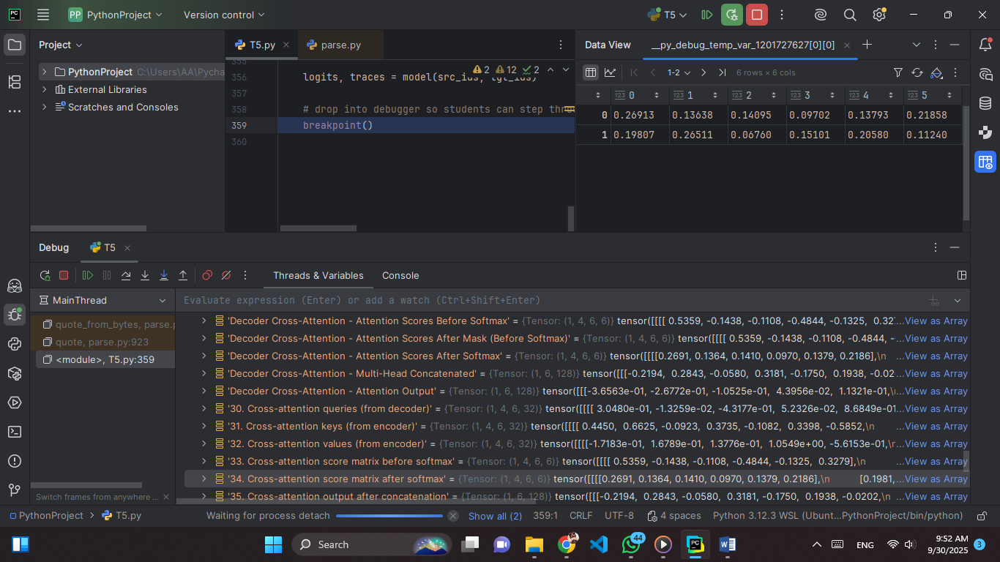 PC
PP PythonProject Version control T5
Project
PythonProject C:\Users\AA\Pycha
External Libraries
Scratches and Consoles
T5.py parse.py
2 12 2
355
356 logits, traces = model(src_ids, tgt_ids)
357
358 # drop into debugger so students can step thro
359 breakpoint()
360
Data View __py_debug_temp_var_1201727627[0][0]
1-2 6 rows × 6 cols
123 0 123 1 123 2 123 3 123 4 123 5
0 0.26913 0.13638 0.14095 0.09702 0.13793 0.21858
1 0.19807 0.26511 0.06760 0.15101 0.20580 0.11240
Debug T5
Threads & Variables Console
MainThread
quote_from_bytes, parse.p
quote, parse.py:923
<module>, T5.py:359
Switch frames from anywhere ...
Evaluate expression (Enter) or add a watch (Ctrl+Shift+Enter)
'Decoder Cross-Attention - Attention Scores Before Softmax' = {Tensor: (1, 4, 6, 6)} tensor([[[[ 0.5359, -0.1438, -0.1108, -0.4844, -0.1325, 0.327 ...View as Array
'Decoder Cross-Attention - Attention Scores After Mask (Before Softmax)' = {Tensor: (1, 4, 6, 6)} tensor([[[[ 0.5359, -0.1438, -0.1108, -0.4844, - ...View as Array
'Decoder Cross-Attention - Attention Scores After Softmax' = {Tensor: (1, 4, 6, 6)} tensor([[[[0.2691, 0.1364, 0.1410, 0.0970, 0.1379, 0.2186],\n ...View as Array
'Decoder Cross-Attention - Multi-Head Concatenated' = {Tensor: (1, 6, 128)} tensor([[[-0.2194, 0.2843, -0.0580, 0.3181, -0.1750, 0.1938, -0.02 ...View as Array
'Decoder Cross-Attention - Attention Output' = {Tensor: (1, 6, 128)} tensor([[[-3.6563e-01, -2.6772e-01, -1.0525e-01, 4.3956e-02, 1.1321e-01,\n ...View as Array
'30. Cross-attention queries (from decoder)' = {Tensor: (1, 4, 6, 32)} tensor([[[[ 3.0480e-01, -1.3259e-02, -4.3177e-01, 5.2326e-02, 8.6849e-01 ...View as Array
'31. Cross-attention keys (from encoder)' = {Tensor: (1, 4, 6, 32)} tensor([[[[ 0.4450, 0.6625, -0.0923, 0.3735, -0.1082, 0.3398, -0.5852,\n ...View as Array
'32. Cross-attention values (from encoder)' = {Tensor: (1, 4, 6, 32)} tensor([[[[-1.7183e-01, 1.6789e-01, 1.3776e-01, 1.0549e+00, -5.6153e-01,\n ...View as Array
'33. Cross-attention score matrix before softmax' = {Tensor: (1, 4, 6, 6)} tensor([[[[ 0.5359, -0.1438, -0.1108, -0.4844, -0.1325, 0.3279],\n ...View as Array
'34. Cross-attention score matrix after softmax' = {Tensor: (1, 4, 6, 6)} tensor([[[[0.2691, 0.1364, 0.1410, 0.0970, 0.1379, 0.2186],\n [0.1981, ...View as Array
'35. Cross-attention output after concatenation' = {Tensor: (1, 6, 128)} tensor([[[-0.2194, 0.2843, -0.0580, 0.3181, -0.1750, 0.1938, -0.0202,\n ...View as Array
PythonProject T5.py Waiting for process detach Show all (2) 359:1 CRLF UTF-8 4 spaces Python 3.12.3 WSL (Ubunt...PythonProject/bin/python)
Search 44 ENG 9:52 AM
9/30/2025 3